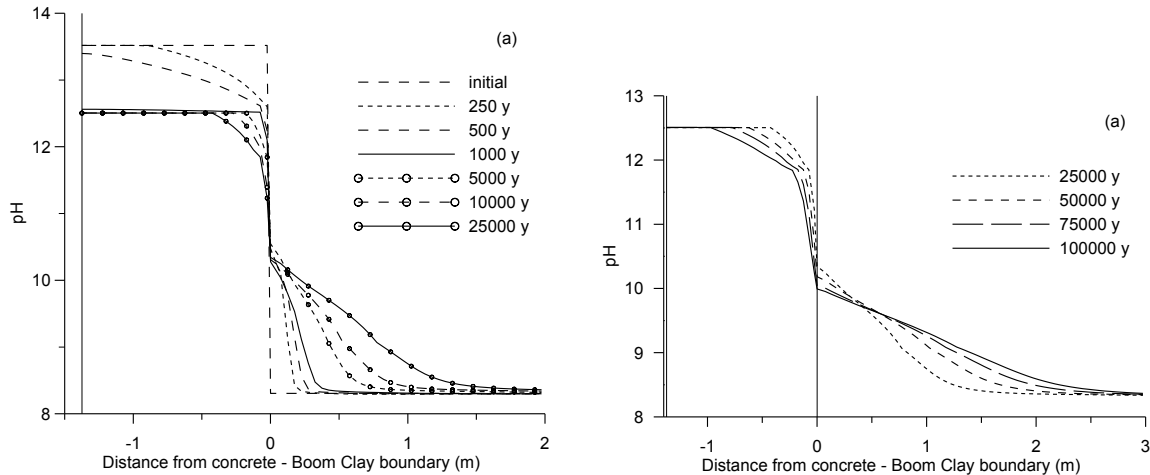 14
(a)
initial
250 y
500 y
1000 y
5000 y
10000 y
25000 y
12
pH
10
8
-1
0
1
2
Distance from concrete - Boom Clay boundary (m)
13
(a)
12
25000 y
50000 y
75000 y
100000 y
11
pH
10
9
8
-1
0
1
2
3
Distance from concrete - Boom Clay boundary (m)